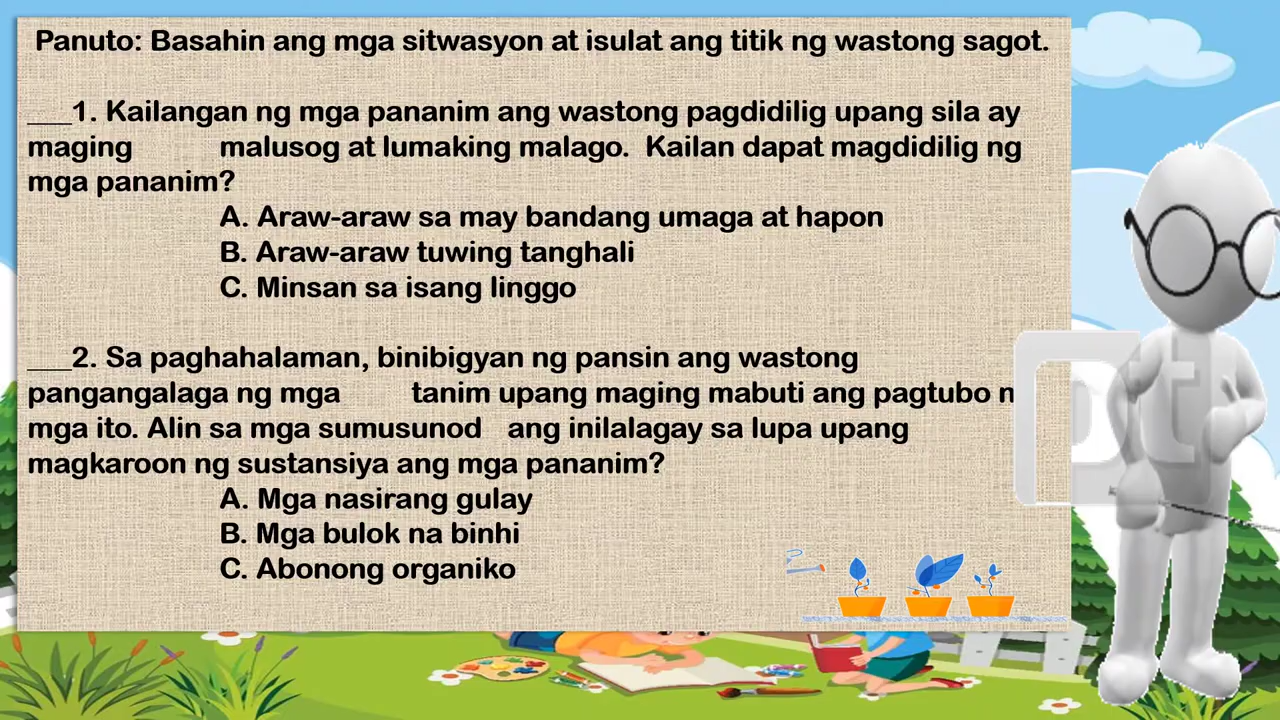 Panuto: Basahin ang mga sitwasyon at isulat ang titik ng wastong sagot.
___1. Kailangan ng mga pananim ang wastong pagdidilig upang sila ay
maging malusog at lumaking malago. Kailan dapat magdidilig ng
mga pananim?
A. Araw-araw sa may bandang umaga at hapon
B. Araw-araw tuwing tanghali
C. Minsan sa isang linggo
___2. Sa paghahalaman, binibigyan ng pansin ang wastong
pangangalaga ng mga tanim upang maging mabuti ang pagtubo n
mga ito. Alin sa mga sumusunod ang inilalagay sa lupa upang
magkaroon ng sustansiya ang mga pananim?
A. Mga nasirang gulay
B. Mga bulok na binhi
C. Abonong organiko